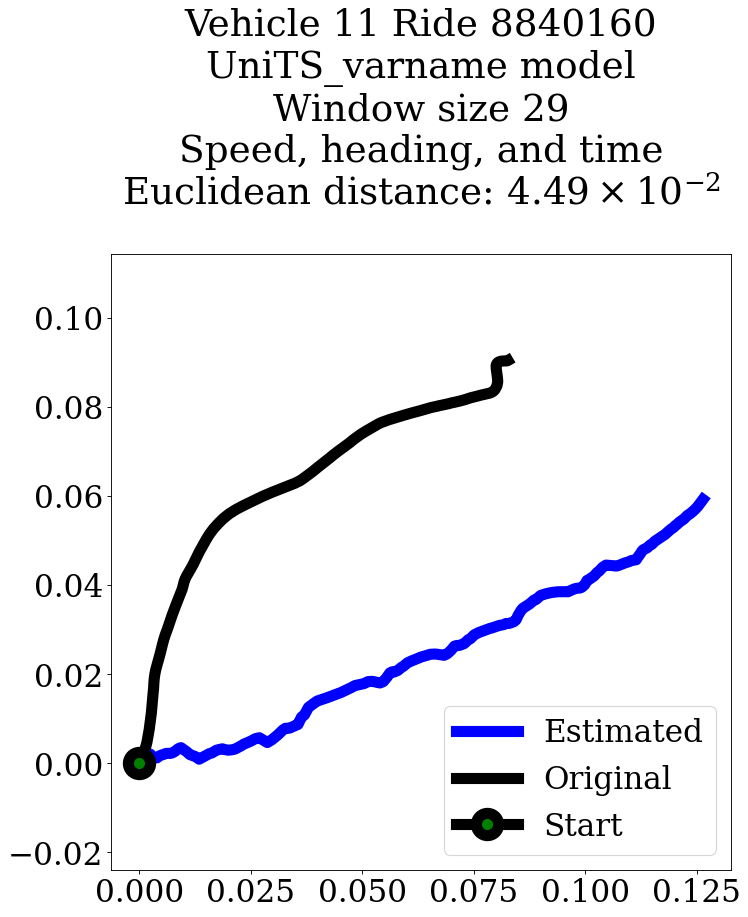 Vehicle 11 Ride 8840160
UniTS_varname model
Window size 29
Speed, heading, and time
Euclidean distance: 4.49 × 10⁻²
0.10
0.08
0.06
0.04
0.02
0.00
−0.02
Estimated
Original
Start
0.000 0.025 0.050 0.075 0.100 0.125